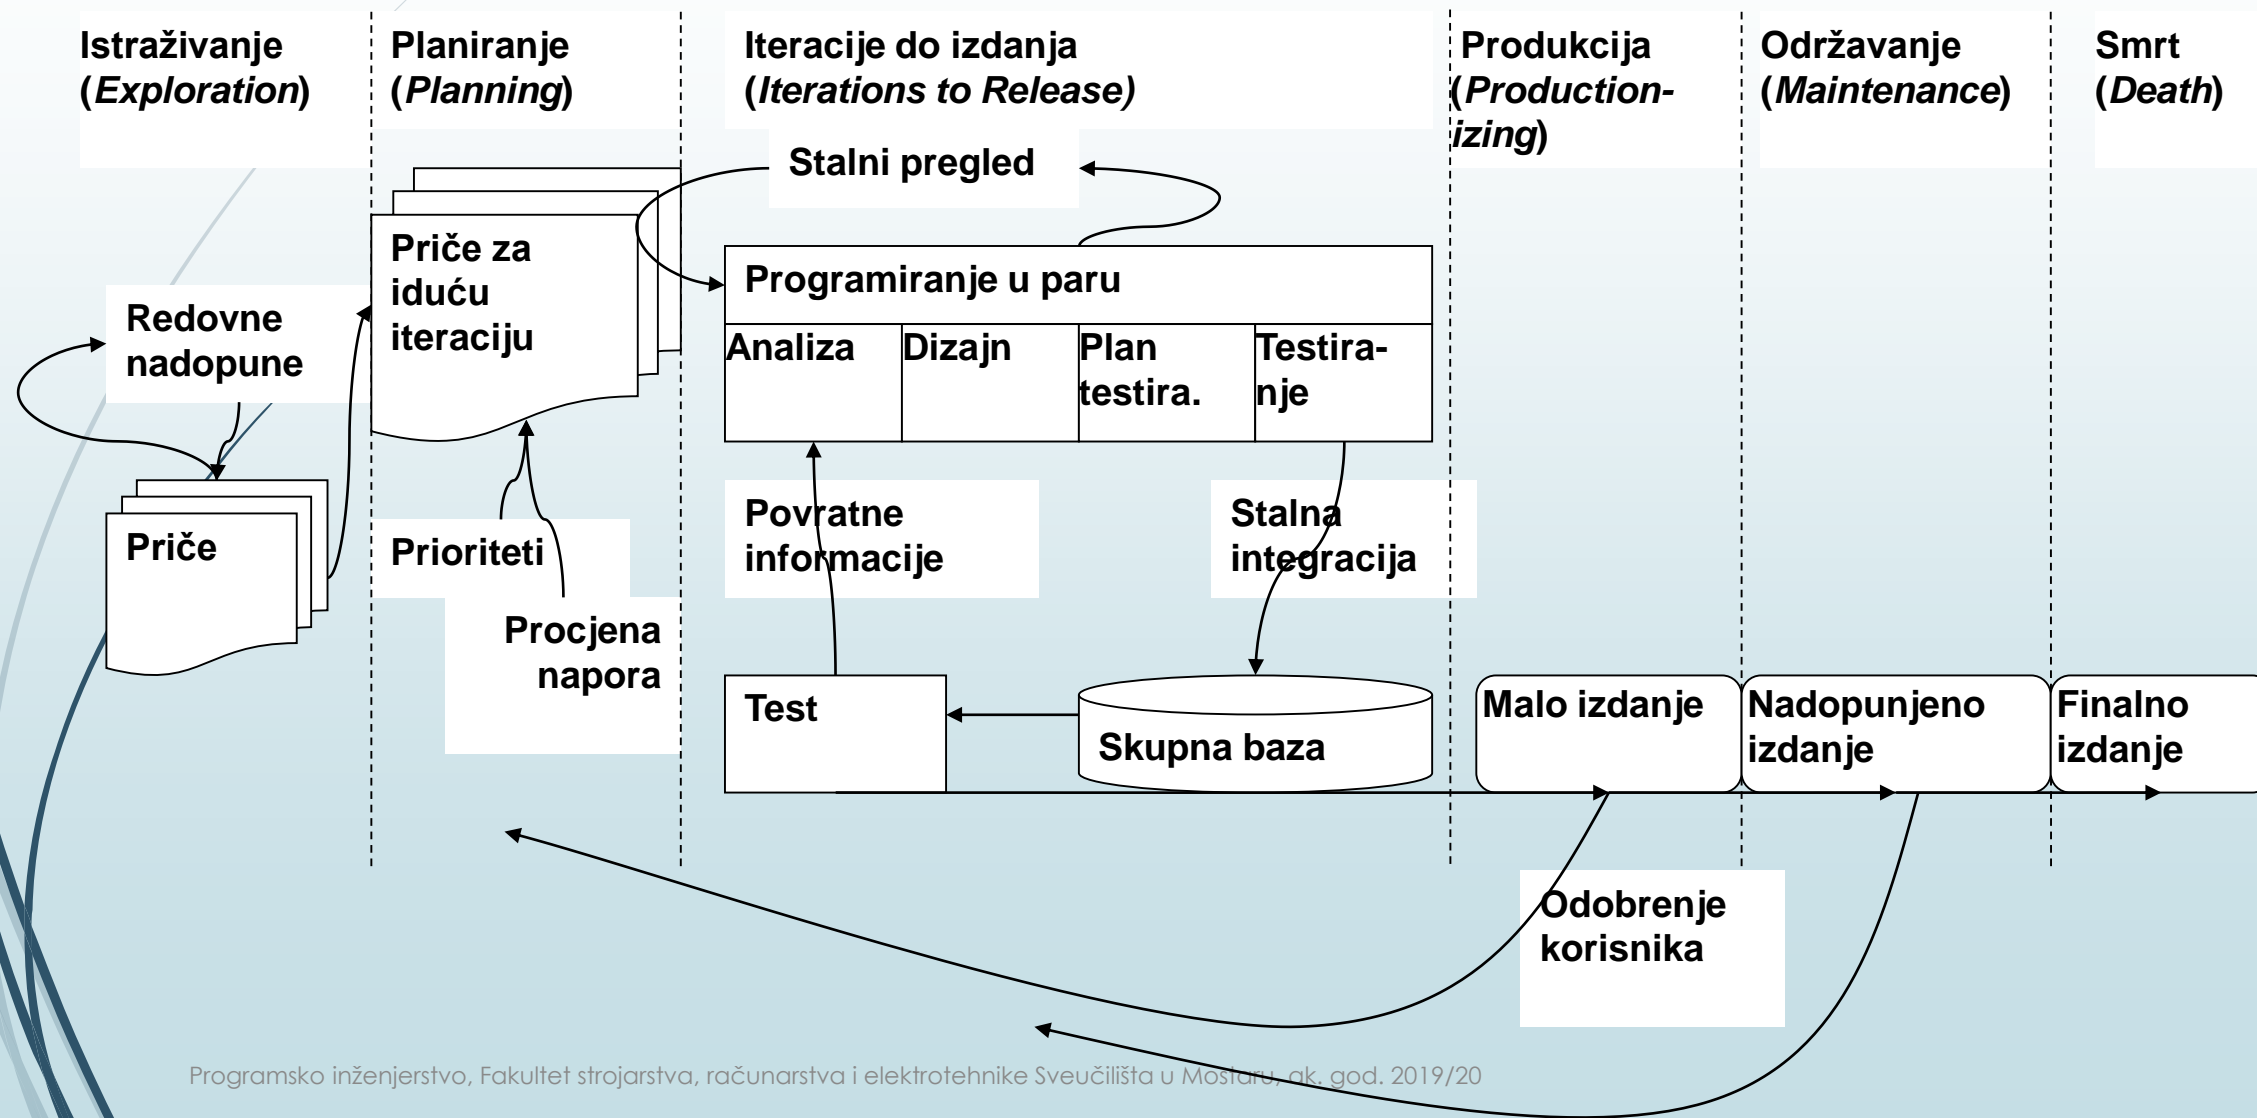 Istraživanje
(Exploration)
Planiranje
(Planning)
Iteracije do izdanja
(Iterations to Release)
Produkcija
(Production-
izing)
Održavanje
(Maintenance)
Smrt
(Death)
Stalni pregled
Priče za
iduću
iteraciju
Redovne
nadopune
Programiranje u paru
Analiza
Dizajn
Plan
testira.
Testira-
nje
Priče
Prioriteti
Procjena
napora
Povratne
informacije
Stalna
integracija
Test
Skupna baza
Malo izdanje
Nadopunjeno
izdanje
Finalno
izdanje
Odobrenje
korisnika
Programsko inženjerstvo, Fakultet strojarstva, računarstva i elektrotehnike Sveučilišta u Mostaru, ak. god. 2019/20